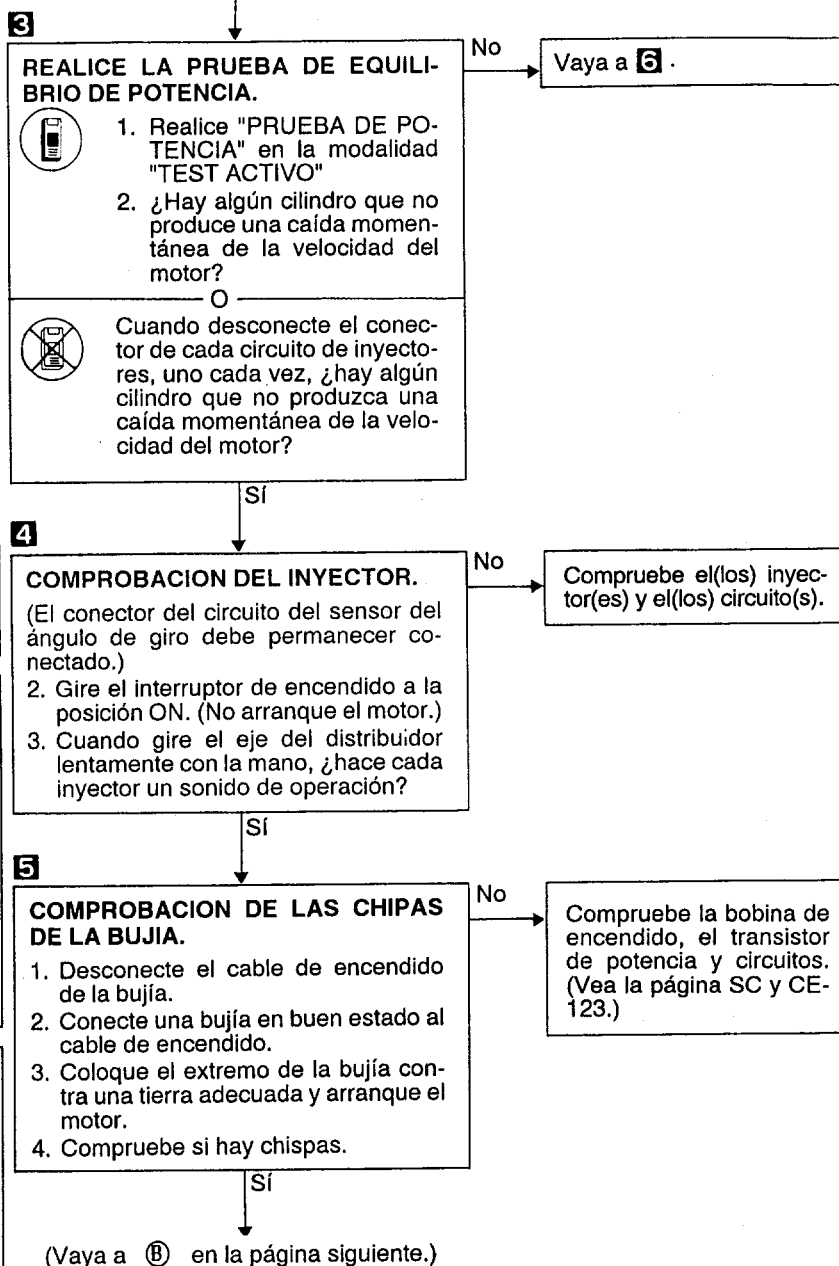 3
REALICE LA PRUEBA DE EQUILI-
BRIO DE POTENCIA.
1. Realice "PRUEBA DE PO-
TENCIA" en la modalidad
"TEST ACTIVO"
2. ¿Hay algún cilindro que no
produce una caída momen-
tánea de la velocidad del
motor?
O
Cuando desconecte el conec-
tor de cada circuito de inyecto-
res, uno cada vez, ¿hay algún
cilindro que no produzca una
caída momentánea de la velo-
cidad del motor?
No
Vaya a 6 .
Sí
4
COMPROBACION DEL INYECTOR.
(El conector del circuito del sensor del
ángulo de giro debe permanecer co-
nectado.)
2. Gire el interruptor de encendido a la
posición ON. (No arranque el motor.)
3. Cuando gire el eje del distribuidor
lentamente con la mano, ¿hace cada
inyector un sonido de operación?
No
Compruebe el(los) inyec-
tor(es) y el(los) circuito(s).
Sí
5
COMPROBACION DE LAS CHIPAS
DE LA BUJIA.
1. Desconecte el cable de encendido
de la bujía.
2. Conecte una bujía en buen estado al
cable de encendido.
3. Coloque el extremo de la bujía con-
tra una tierra adecuada y arranque el
motor.
4. Compruebe si hay chispas.
No
Compruebe la bobina de
encendido, el transistor
de potencia y circuitos.
(Vea la página SC y CE-
123.)
Sí
(Vaya a Ⓑ en la página siguiente.)